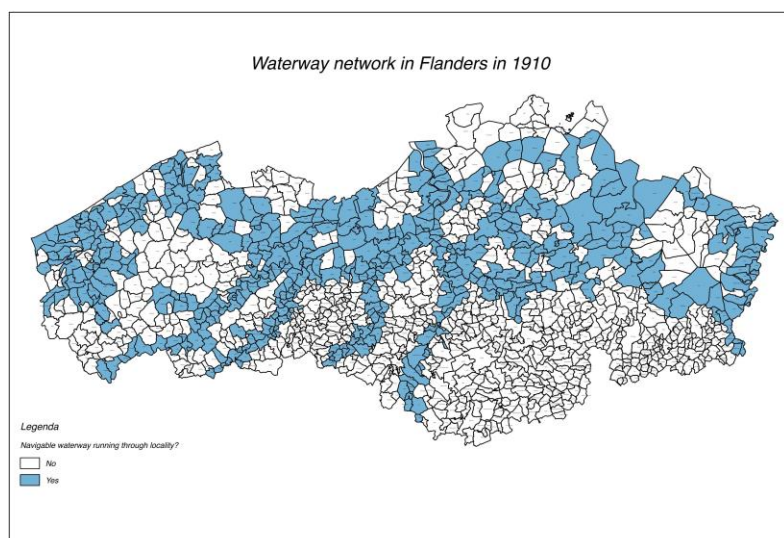 Waterway network in Flanders in 1910
Legenda
Navigable waterway running through locality?
No
Yes